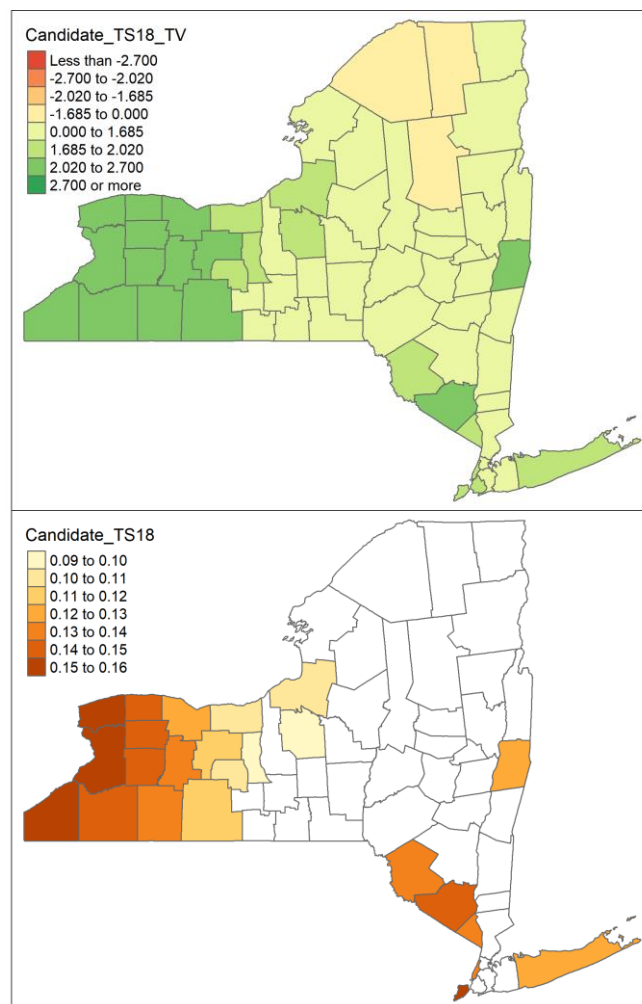 Candidate_TS18_TV
Less than -2.700
-2.700 to -2.020
-2.020 to -1.685
-1.685 to 0.000
0.000 to 1.685
1.685 to 2.020
2.020 to 2.700
2.700 or more
Candidate_TS18
0.09 to 0.10
0.10 to 0.11
0.11 to 0.12
0.12 to 0.13
0.13 to 0.14
0.14 to 0.15
0.15 to 0.16